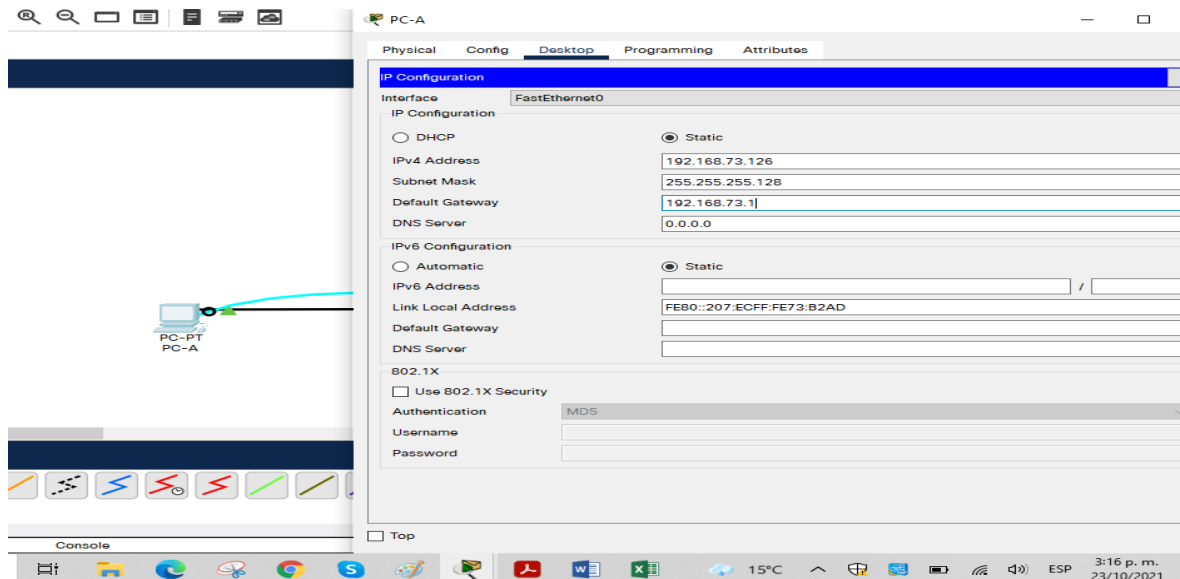 PC-A
Physical Config Desktop Programming Attributes
IP Configuration
Interface FastEthernet0
IP Configuration
DHCP Static
IPv4 Address 192.168.73.126
Subnet Mask 255.255.255.128
Default Gateway 192.168.73.1
DNS Server 0.0.0.0
IPv6 Configuration
Automatic Static
IPv6 Address /
Link Local Address FE80::207:ECFF:FE73:B2AD
Default Gateway
DNS Server
802.1X
Use 802.1X Security
Authentication MD5
Username
Password
Top
PC-PT
PC-A
Console
15°C ESP 3:16 p. m.
23/10/2021